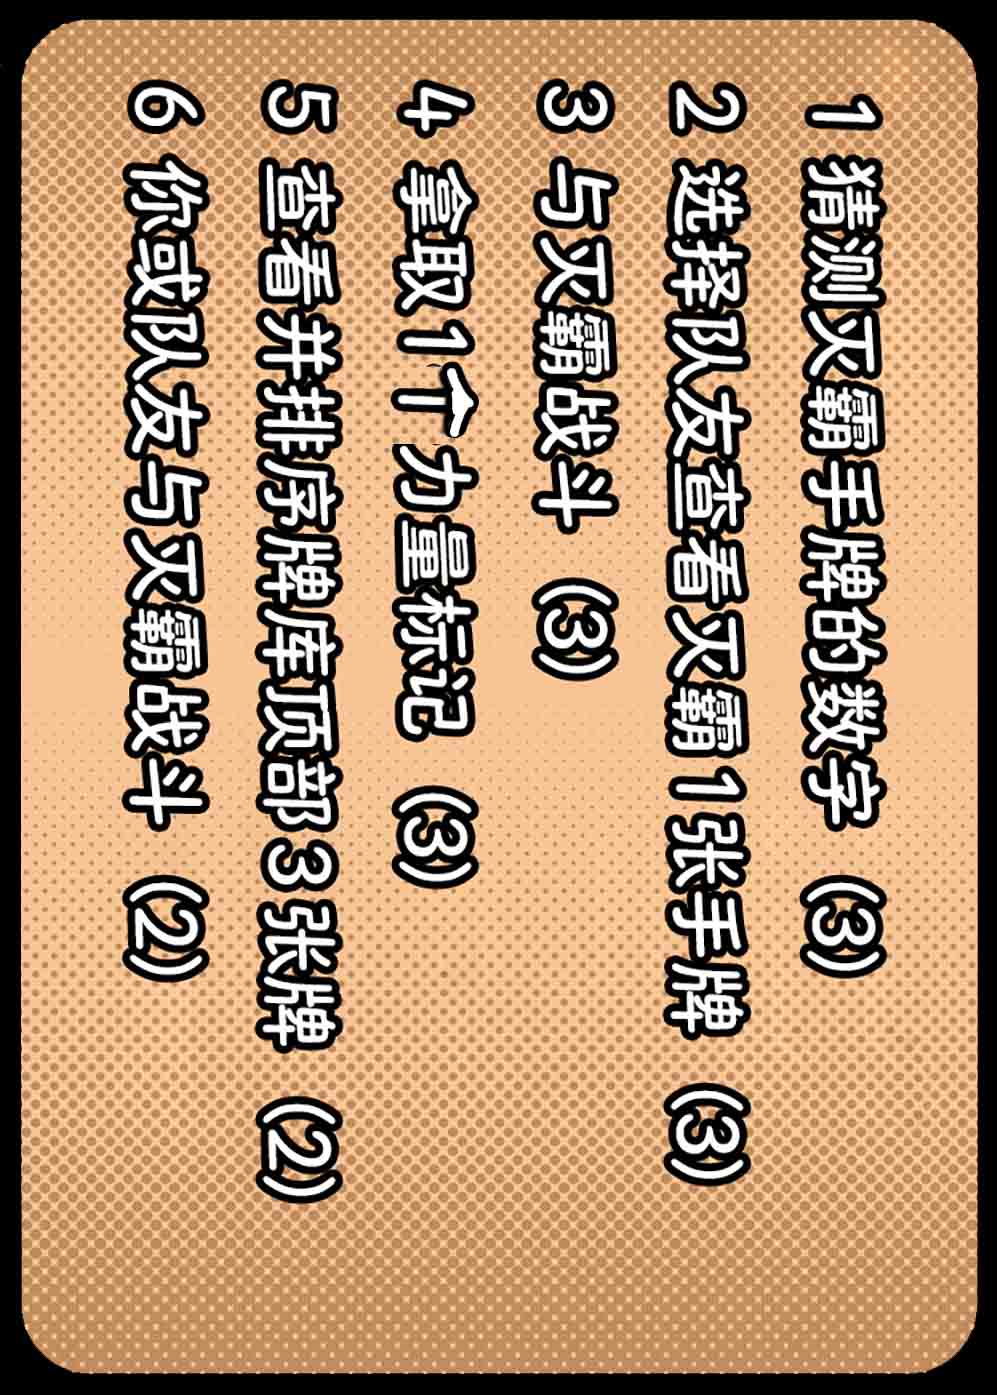 1 猜测灭霸手牌的数字 (3)
2 选择队友查看灭霸1张手牌 (3)
3 与灭霸战斗 (3)
4 拿取1个力量标记 (3)
5 查看并排序牌库顶部3张牌 (2)
6 你或队友与灭霸战斗 (2)